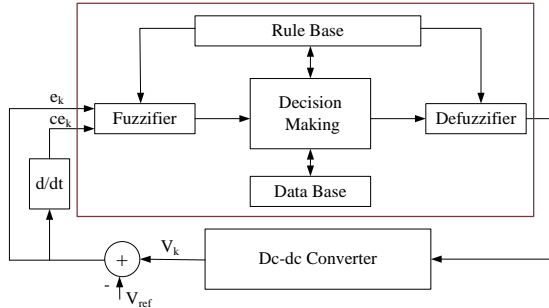 Rule Base
e_k
ce_k
Fuzzifier
Decision
Making
Defuzzifier
d/dt
Data Base
V_k
Dc-dc Converter
+
-
V_ref